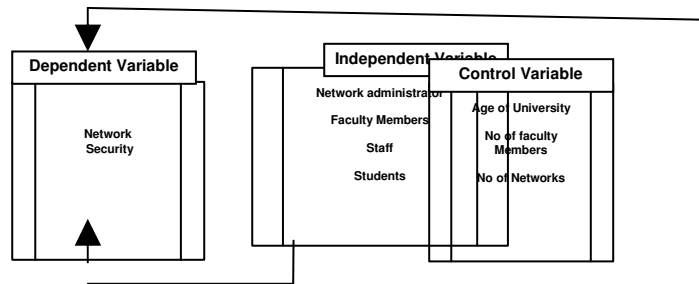 Dependent Variable
Network
Security
Independent Variable
Network administrator
Faculty Members
Staff
Students
Control Variable
Age of University
No of faculty
Members
No of Networks